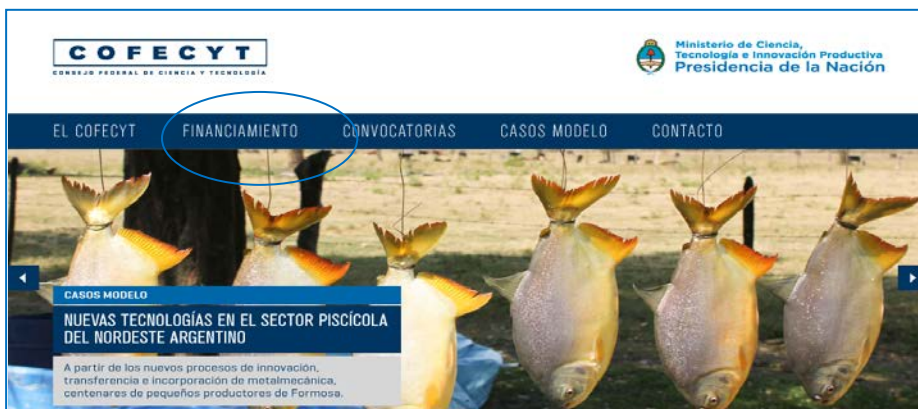 COFECYT
CONSEJO FEDERAL DE CIENCIA Y TECNOLOGÍA
Ministerio de Ciencia,
Tecnología e Innovación Productiva
Presidencia de la Nación
EL COFECYT FINANCIAMIENTO CONVOCATORIAS CASOS MODELO CONTACTO
CASOS MODELO
NUEVAS TECNOLOGÍAS EN EL SECTOR PISCÍCOLA
DEL NORDESTE ARGENTINO
A partir de los nuevos procesos de innovación,
transferencia e incorporación de metalmecánica,
centenares de pequeños productores de Formosa.